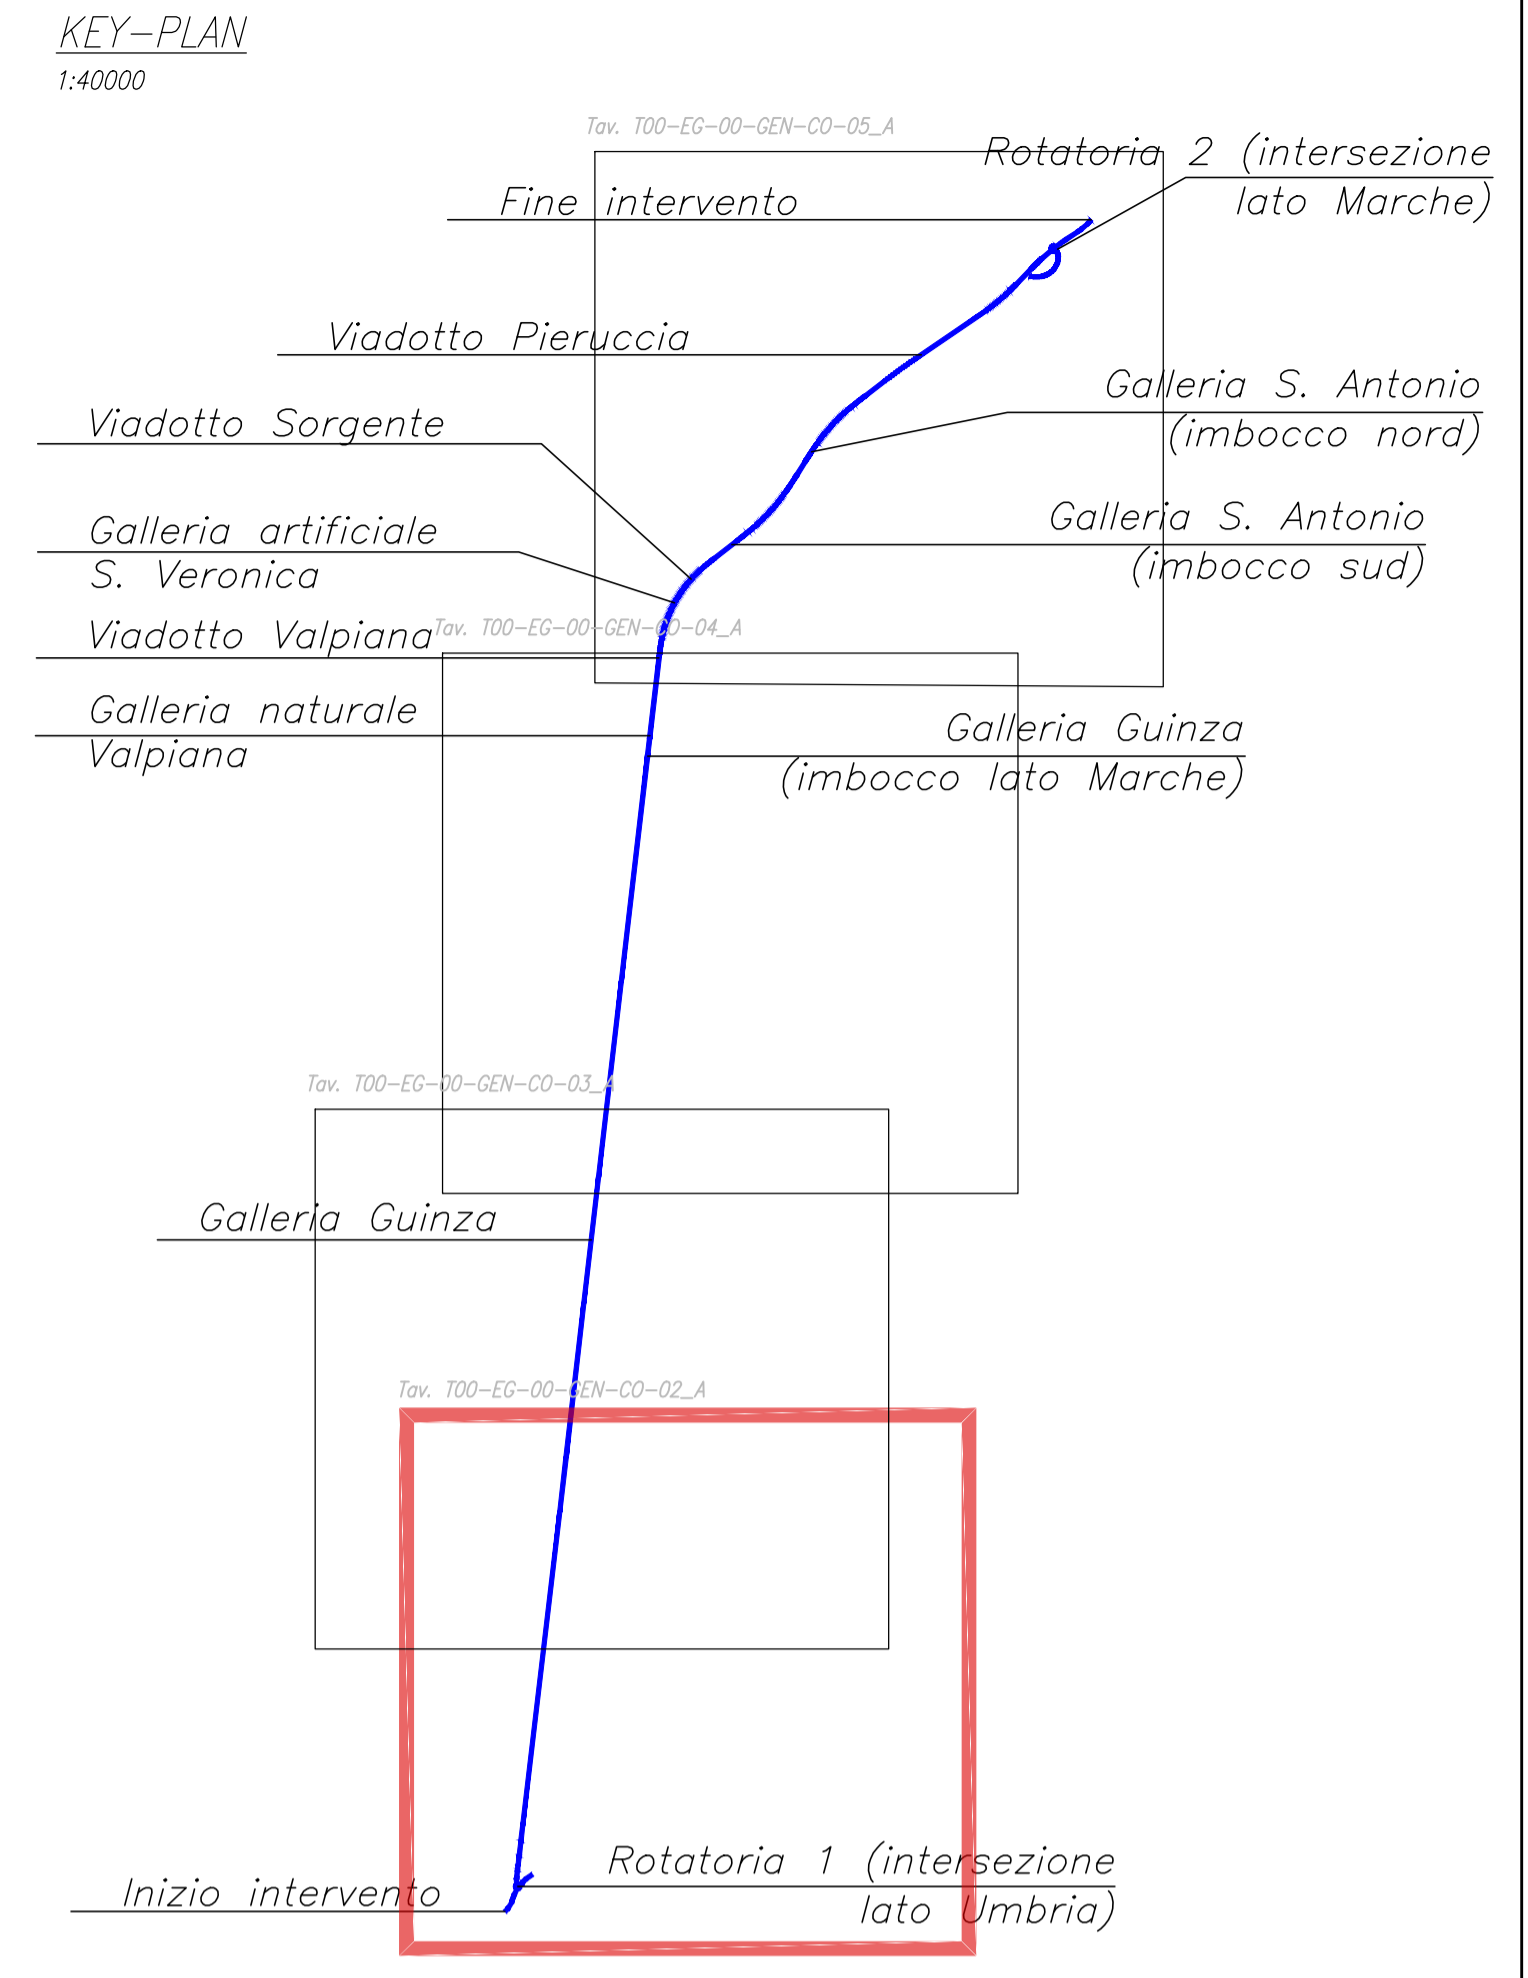 KEY-PLAN
1:40000
Tav. T00-EG-00-GEN-CO-05_A
Rotatoria 2 (intersezione
lato Marche)
Fine intervento
Viadotto Pieruccia
Galleria S. Antonio
(imbocco nord)
Viadotto Sorgente
Galleria S. Antonio
(imbocco sud)
Galleria artificiale
S. Veronica
Viadotto Valpiana
Tav. T00-EG-00-GEN-CO-04_A
Galleria naturale
Valpiana
Galleria Guinza
(imbocco lato Marche)
Tav. T00-EG-00-GEN-CO-03_A
Galleria Guinza
Tav. T00-EG-00-GEN-CO-02_A
Rotatoria 1 (intersezione
lato Umbria)
Inizio intervento